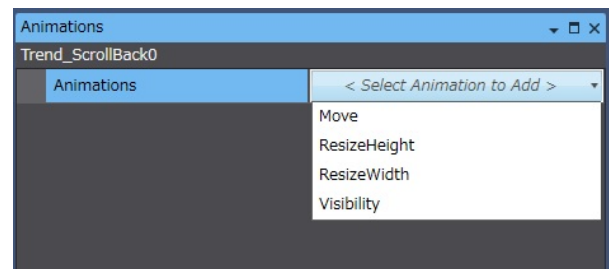 Animations
Trend_ScrollBack0
Animations < Select Animation to Add >
Move
ResizeHeight
ResizeWidth
Visibility